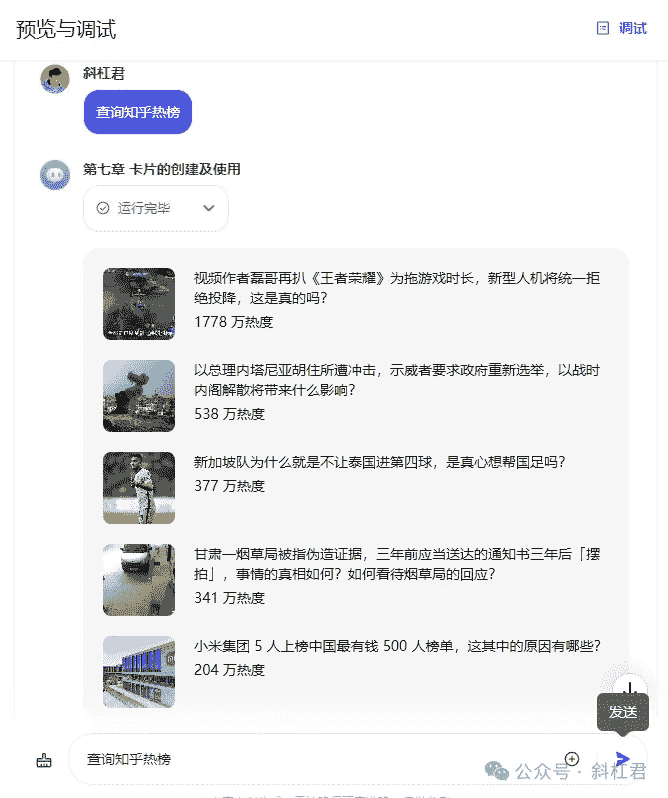 预览与调试
调试
斜杠君
查询知乎热榜
第七章 卡片的创建及使用
运行完毕
视频作者磊哥再扒《王者荣耀》为拖游戏时长，新型人机将统一拒
绝投降，这是真的吗？
1778 万热度
以总理内塔尼亚胡住所遭冲击，示威者要求政府重新选举，以战时
内阁解散将带来什么影响？
538 万热度
新加坡队为什么就是不让泰国进第四球，是真心想帮国足吗？
377 万热度
甘肃一烟草局被指伪造证据，三年前应当送达的通知书三年后「摆
拍」，事情的真相如何？如何看待烟草局的回应？
341 万热度
小米集团 5 人上榜中国最有钱 500 人榜单，这其中的原因有哪些？
204 万热度
发送
查询知乎热榜
公众号 · 斜杠君